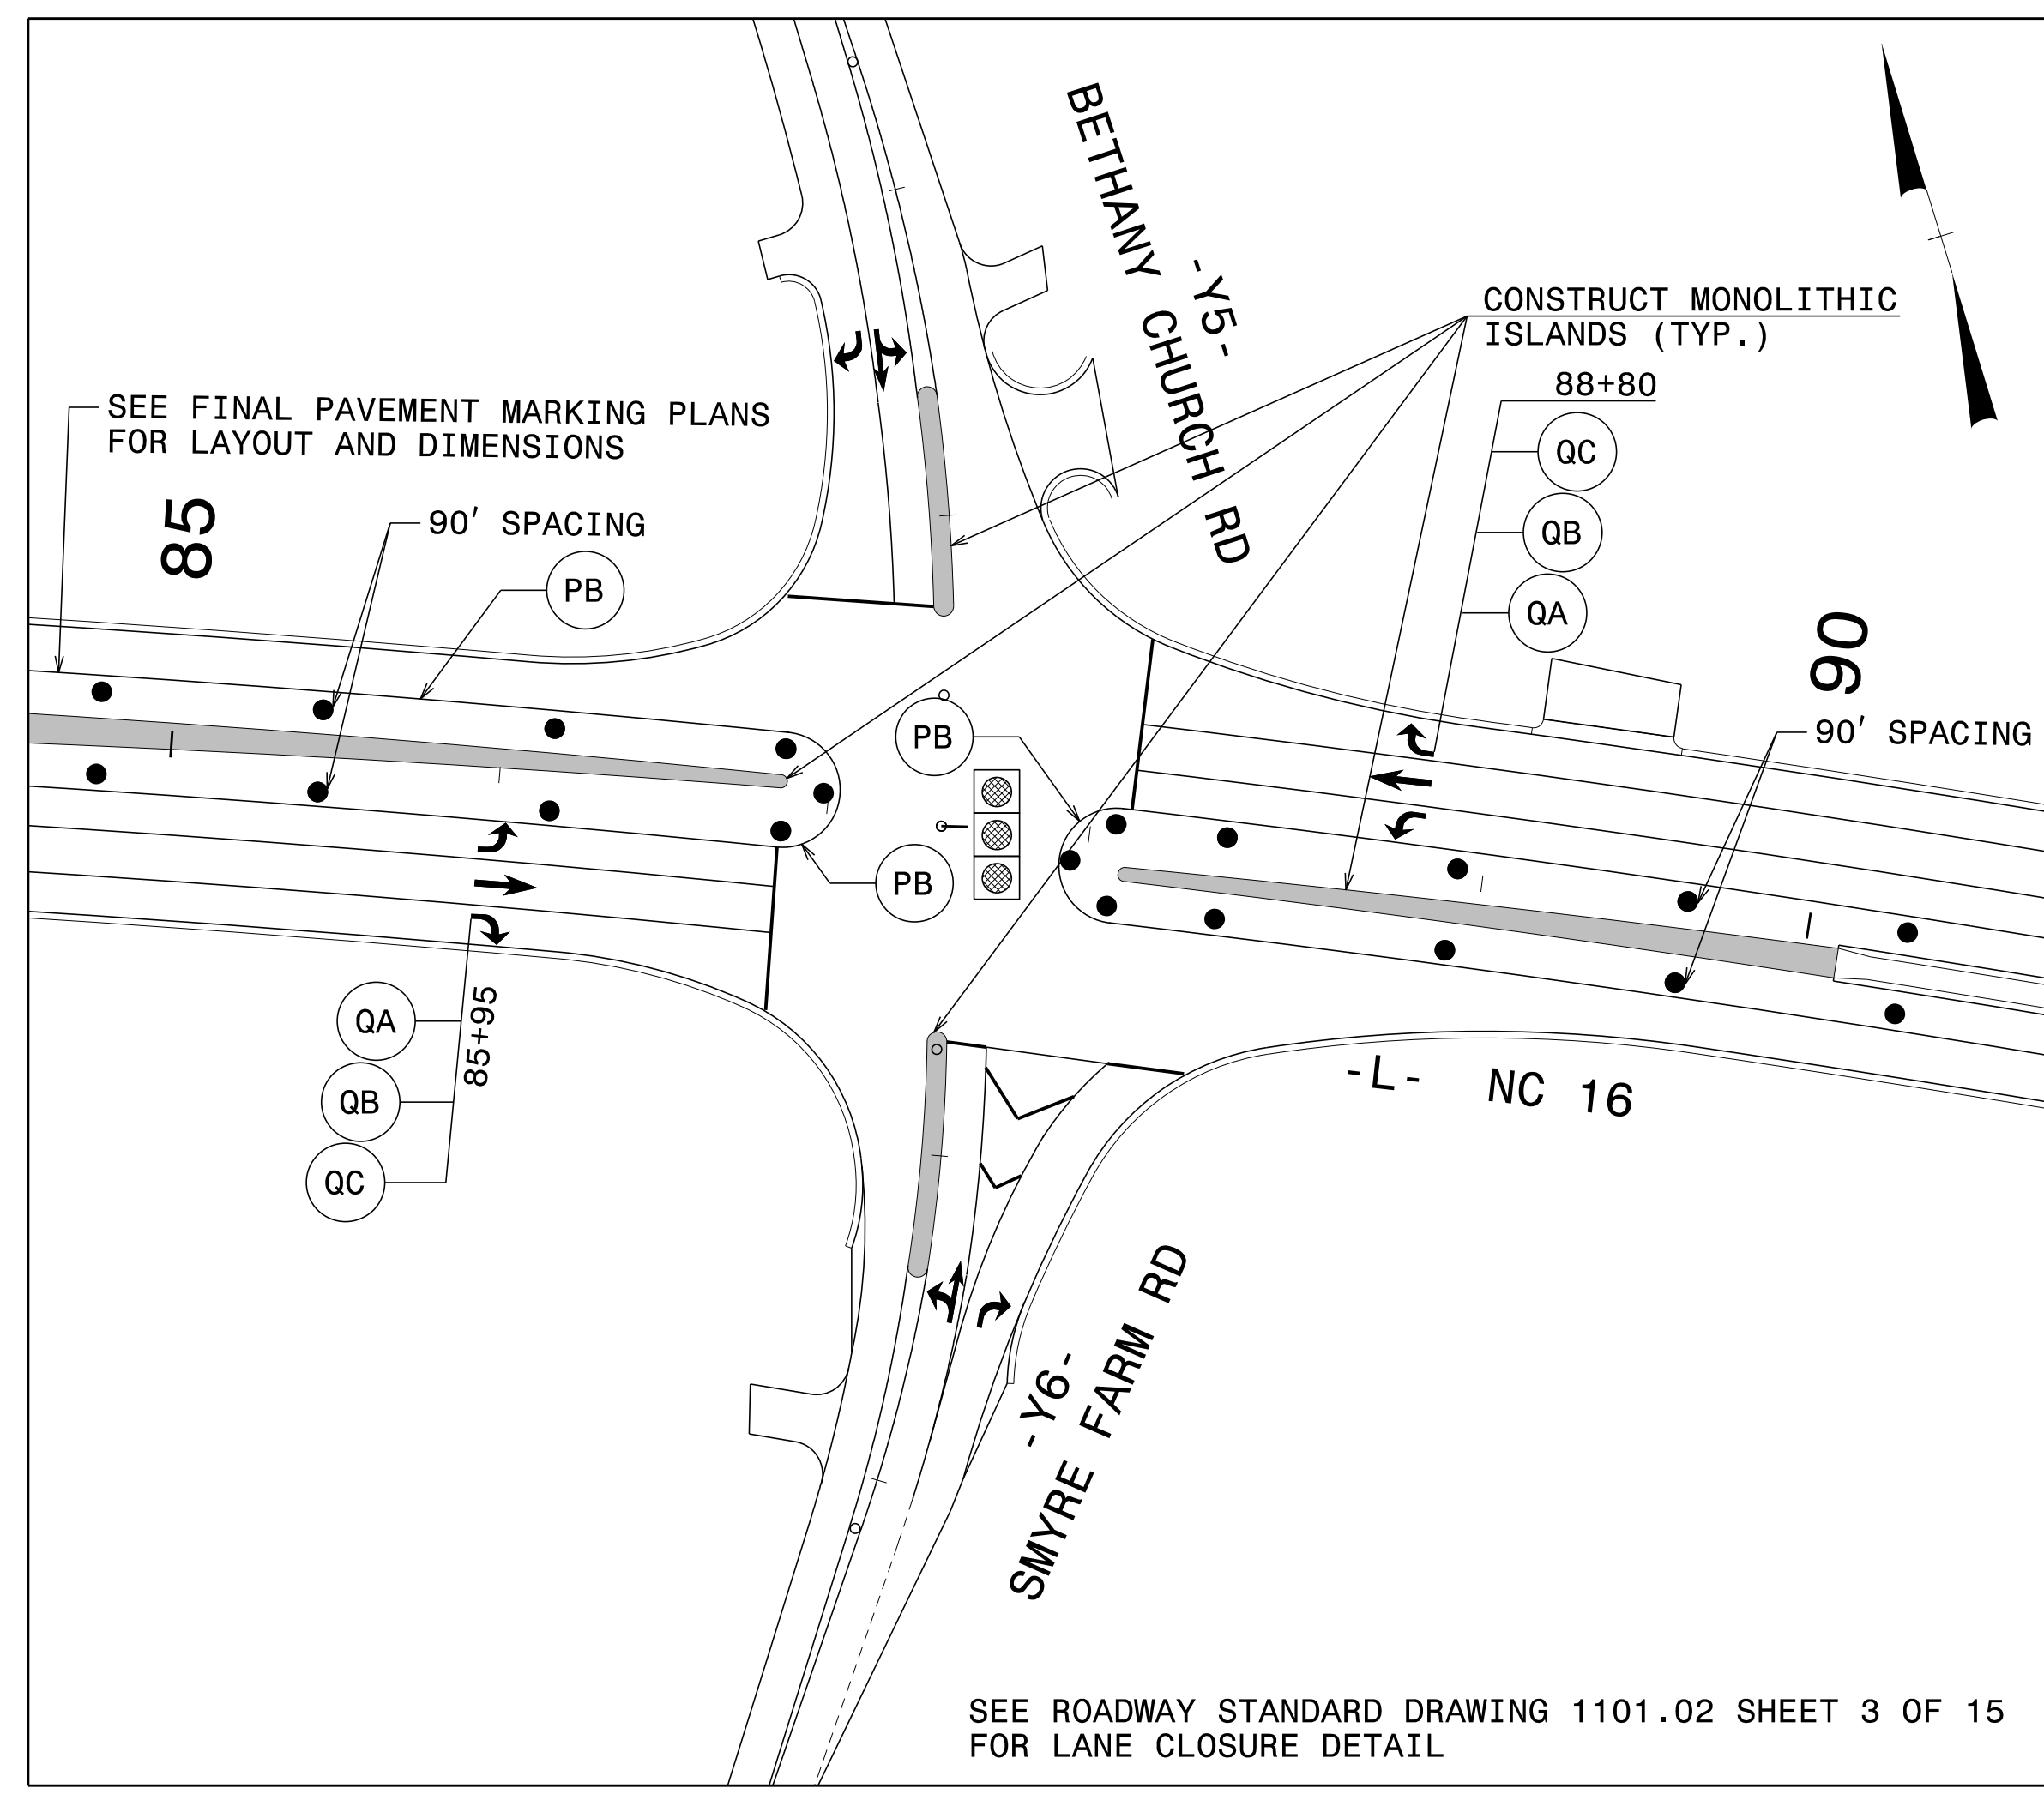 BETHANY CHURCH RD
-Y5-
CONSTRUCT MONOLITHIC
ISLANDS (TYP.)
88+80
QC
QB
QA
SEE FINAL PAVEMENT MARKING PLANS
FOR LAYOUT AND DIMENSIONS
85
90' SPACING
PB
90
90' SPACING
PB
PB
QA
QB
QC
85+95
-L- NC 16
-Y6-
SMYRE FARM RD
SEE ROADWAY STANDARD DRAWING 1101.02 SHEET 3 OF 15
FOR LANE CLOSURE DETAIL